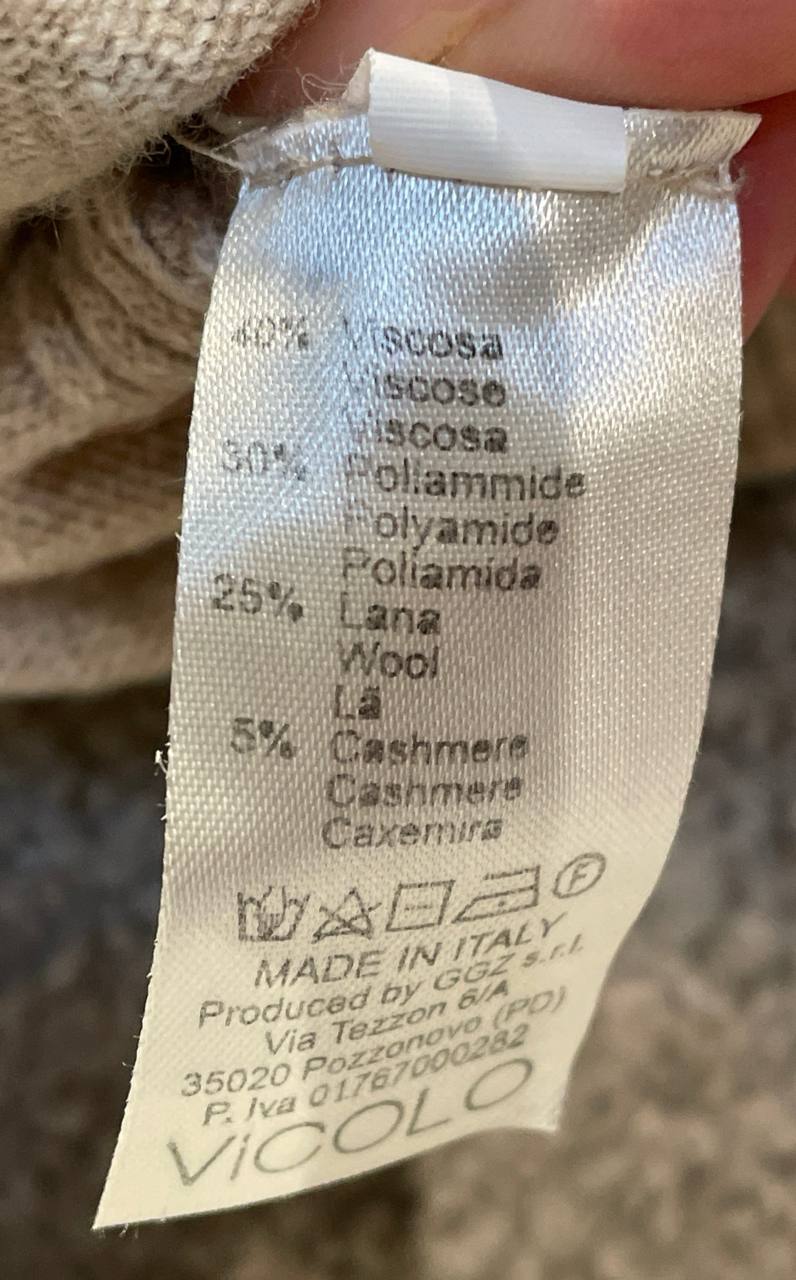 40% Viscosa
Viscose
Viscosa
30% Poliammide
Polyamide
Poliamida
25% Lana
Wool
Lã
5% Cashmere
Cashmere
Caxemira
F
MADE IN ITALY
Produced by GGZ s.r.l.
Via Tezzon 6/A
35020 Pozzonovo (PD)
P. Iva 01767000282
ViCOLO